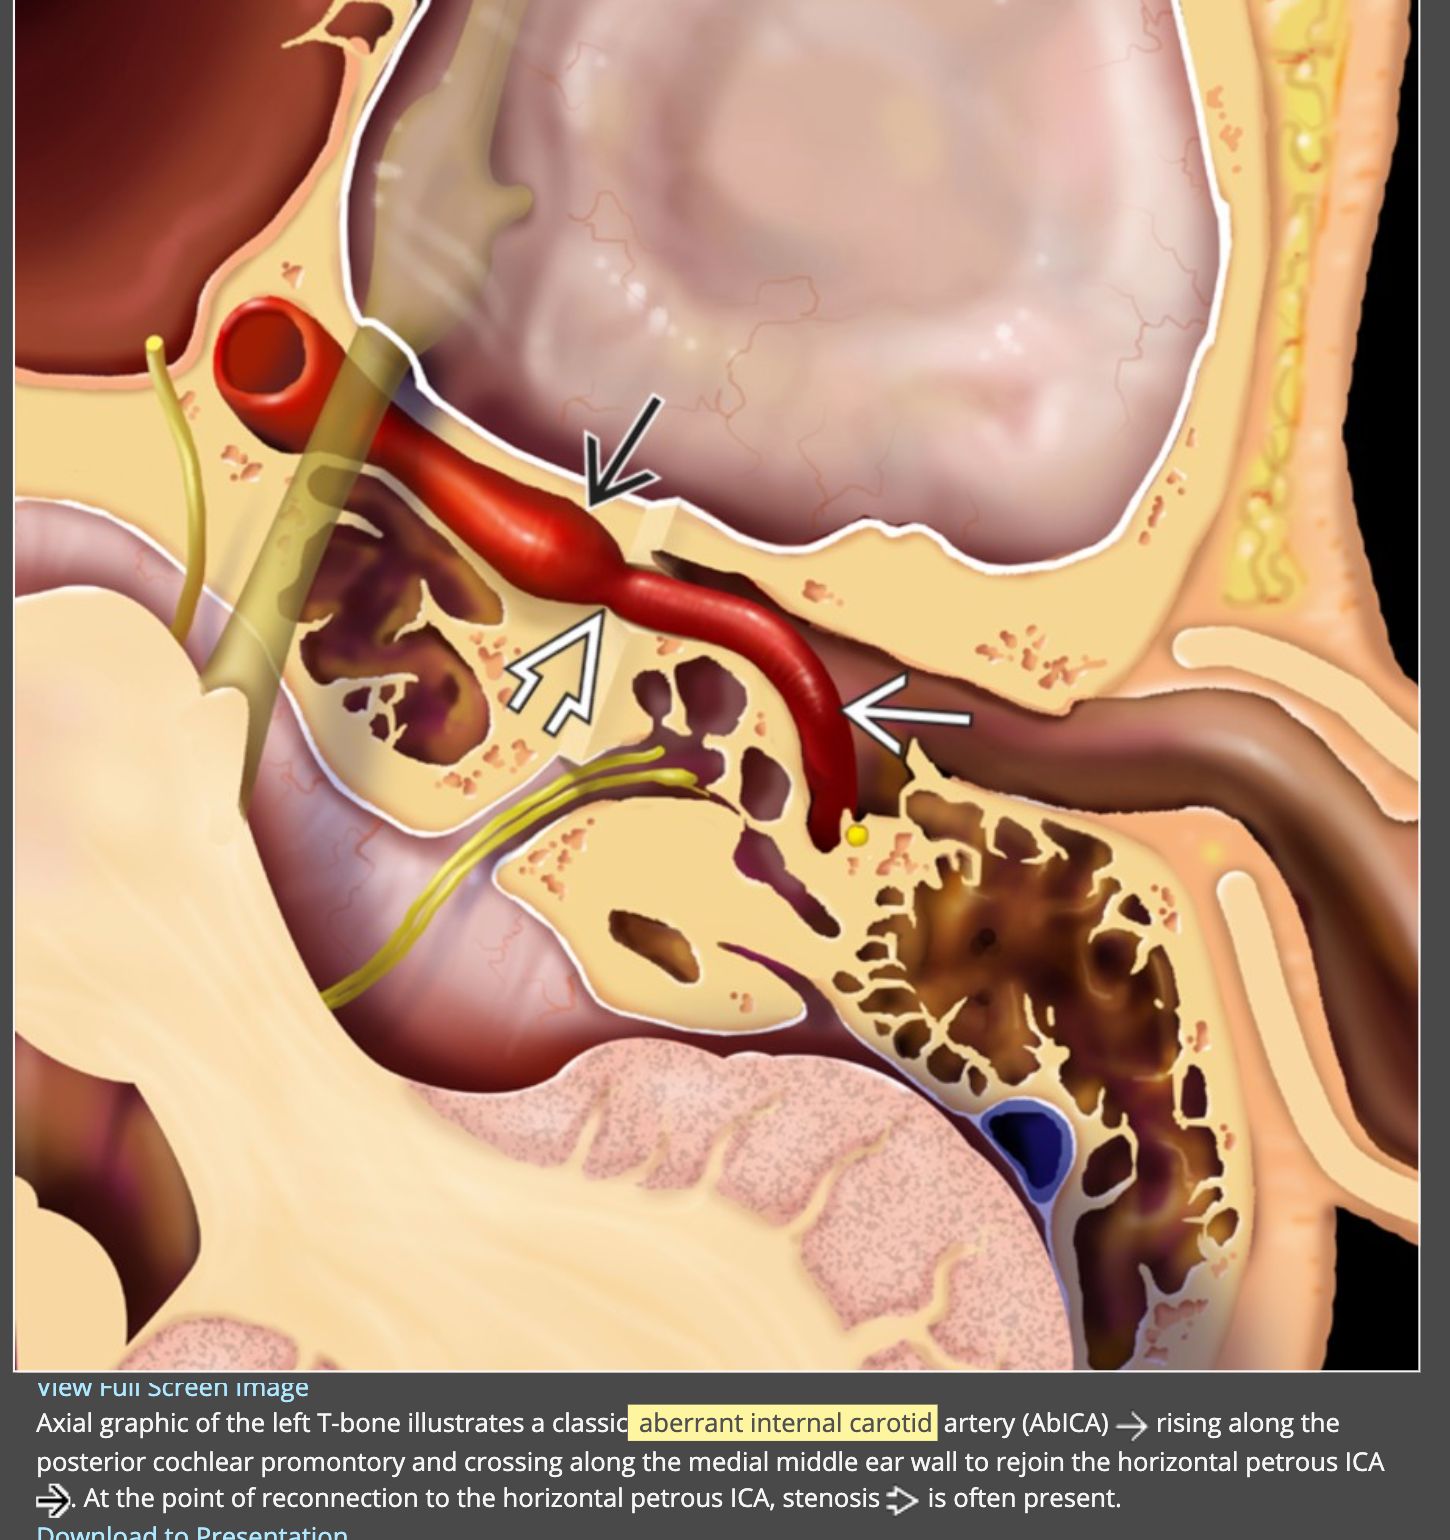 View Full Screen Image
Axial graphic of the left T-bone illustrates a classic aberrant internal carotid artery (AbICA) → rising along the
posterior cochlear promontory and crossing along the medial middle ear wall to rejoin the horizontal petrous ICA
. At the point of reconnection to the horizontal petrous ICA, stenosis is often present.
Download to Presentation